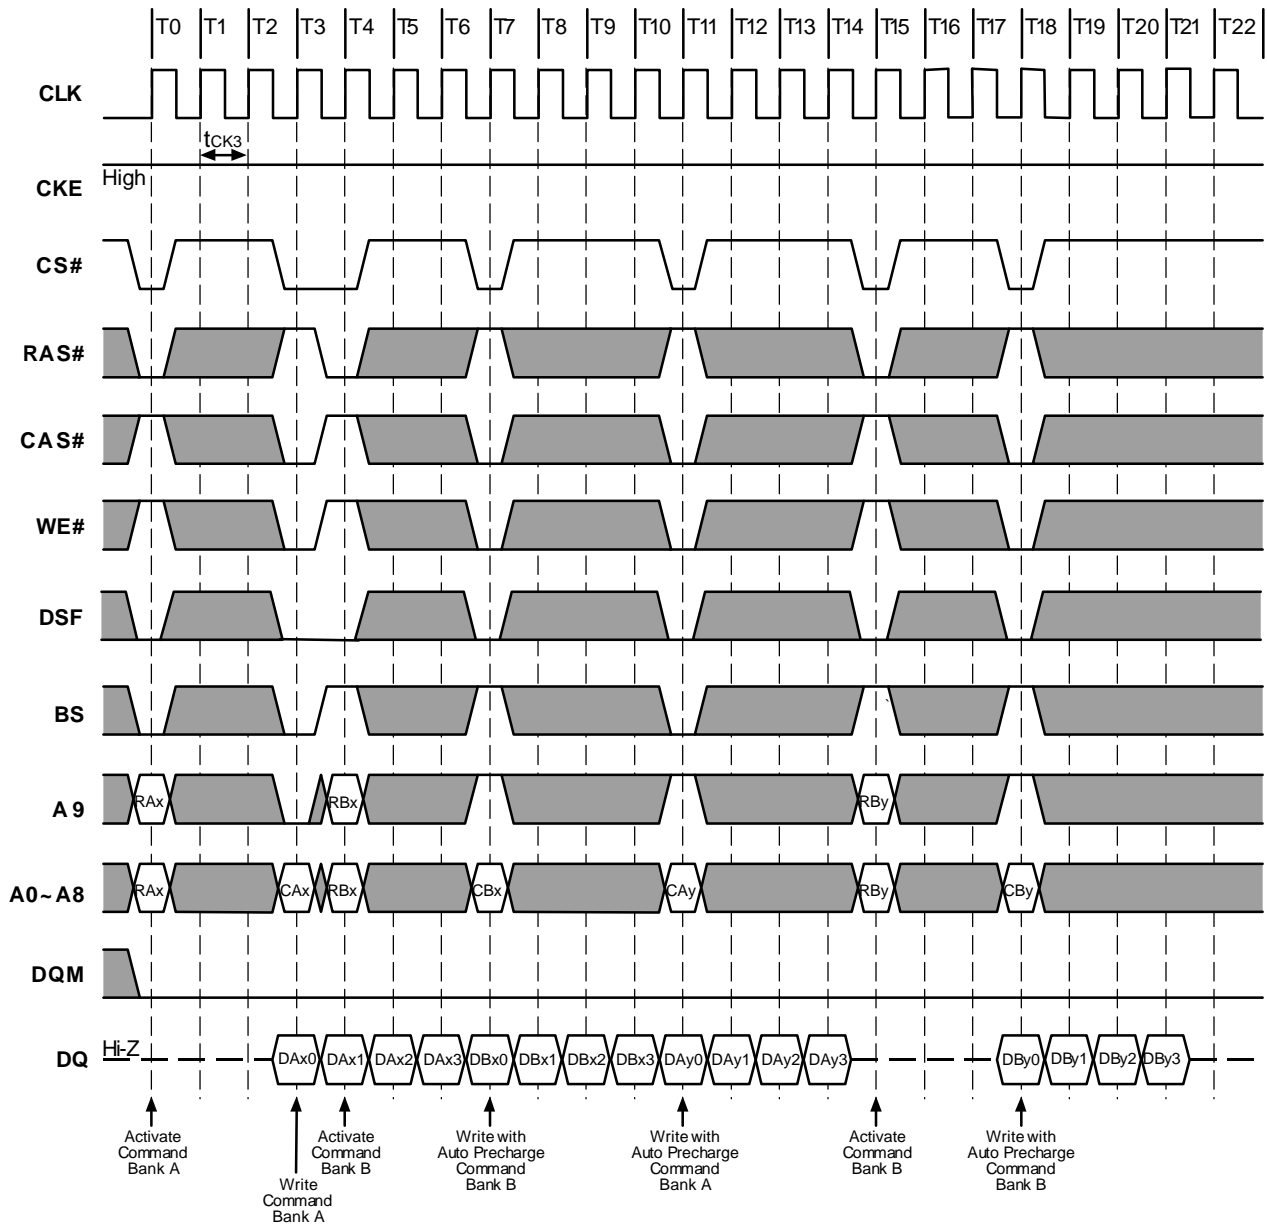 T0 T1 T2 T3 T4 T5 T6 T7 T8 T9 T10 T11 T12 T13 T14 T15 T16 T17 T18 T19 T20 T21 T22
CLK
tCK3
High
CKE
CS#
RAS#
CAS#
WE#
DSF
BS
A9 RAx RBx RBy
A0~A8 RAx CAx RBx CBx CAy RBy CBy
DQM
DQ Hi-Z DAx0 DAx1 DAx2 DAx3 DBx0 DBx1 DBx2 DBx3 DAy0 DAy1 DAy2 DAy3 DBy0 DBy1 DBy2 DBy3
Activate
Command
Bank A
Write
Command
Bank A
Activate
Command
Bank B
Write with
Auto Precharge
Command
Bank B
Write with
Auto Precharge
Command
Bank A
Activate
Command
Bank B
Write with
Auto Precharge
Command
Bank B